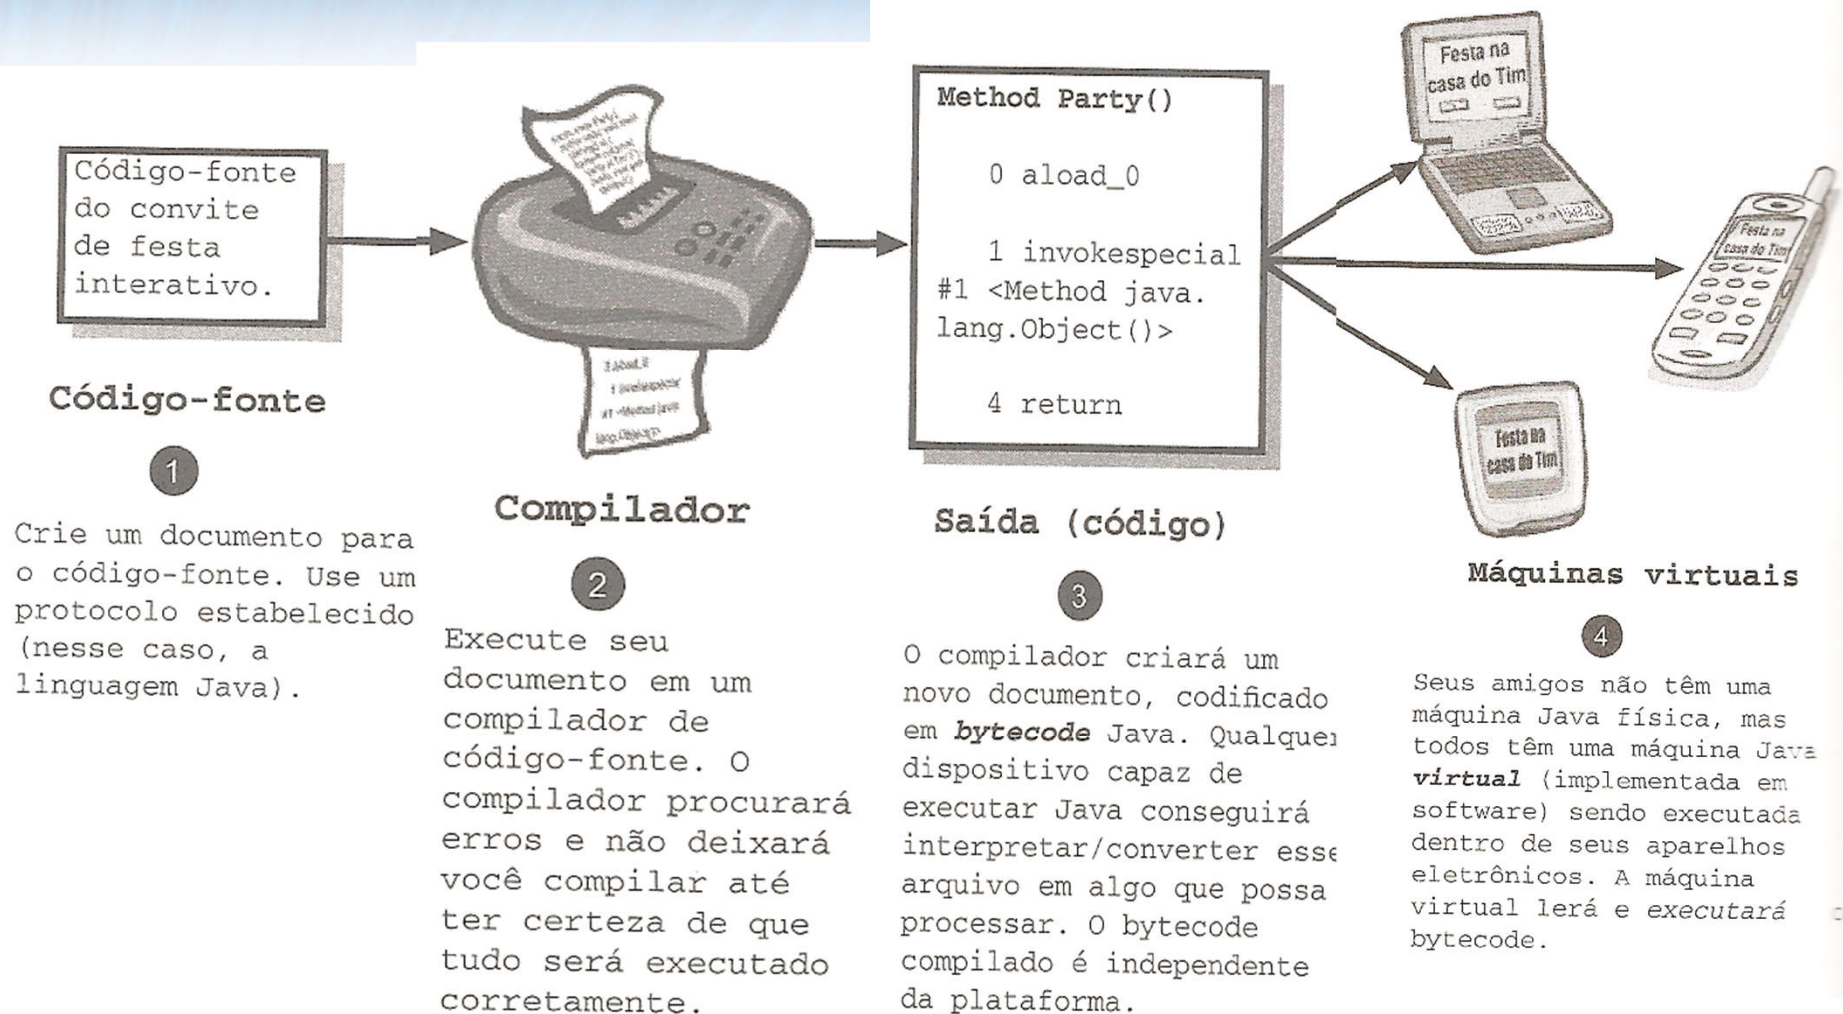 Código-fonte
do convite
de festa
interativo.
Código-fonte
1
Crie um documento para
o código-fonte. Use um
protocolo estabelecido
(nesse caso, a
linguagem Java).
Compilador
2
Execute seu
documento em um
compilador de
código-fonte. O
compilador procurará
erros e não deixará
você compilar até
ter certeza de que
tudo será executado
corretamente.
Method Party()
0 aload_0
1 invokespecial
#1 <Method java.
lang.Object()>
4 return
Saída (código)
3
O compilador criará um
novo documento, codificado
em bytecode Java. Qualquer
dispositivo capaz de
executar Java conseguirá
interpretar/converter esse
arquivo em algo que possa
processar. O bytecode
compilado é independente
da plataforma.
Festa na
casa do Tim
Festa na
casa do Tim
Festa na
casa do Tim
Máquinas virtuais
4
Seus amigos não têm uma
máquina Java física, mas
todos têm uma máquina Java
virtual (implementada em
software) sendo executada
dentro de seus aparelhos
eletrônicos. A máquina
virtual lerá e executará
bytecode.